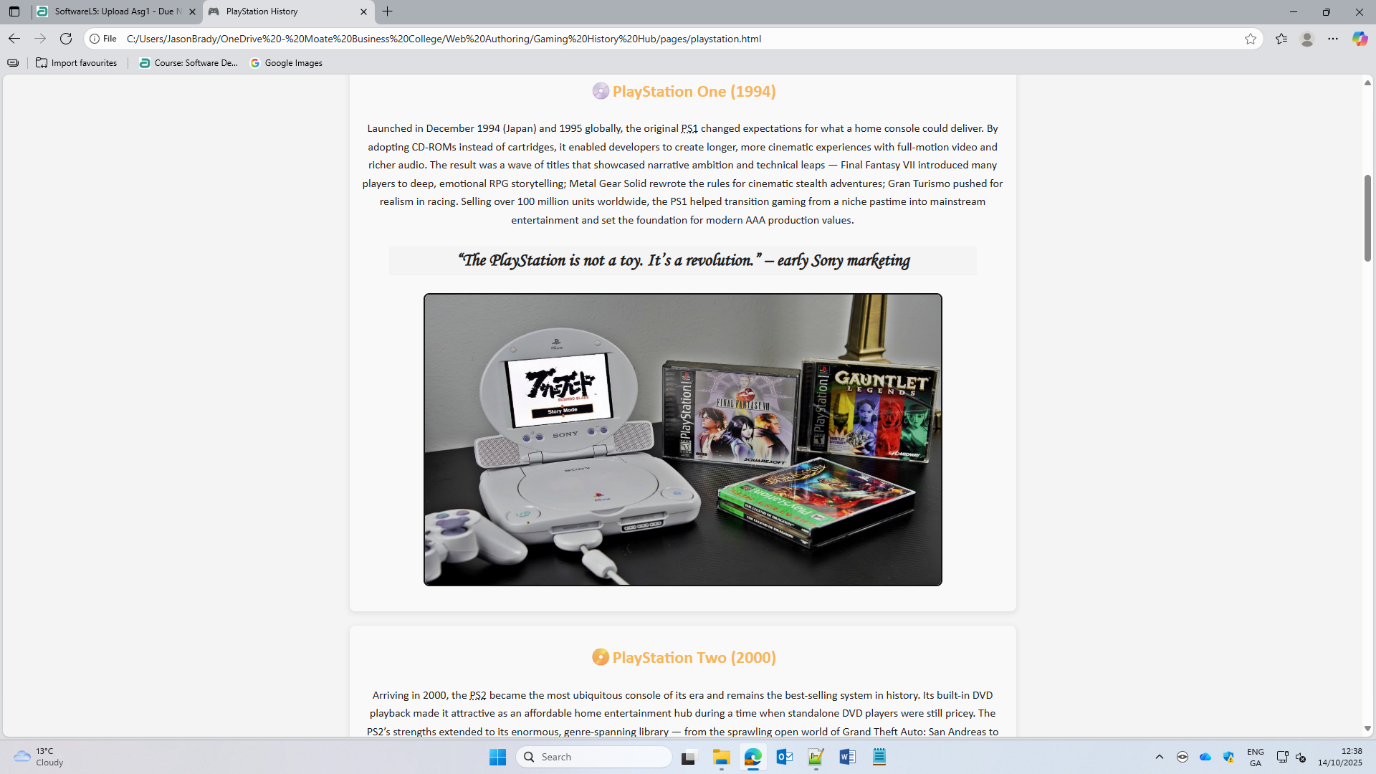 SoftwareL5: Upload Asg1 - Due N
PlayStation History
File
C:/Users/JasonBrady/OneDrive%20-%20Moate%20Business%20College/Web%20Authoring/Gaming%20History%20Hub/pages/playstation.html
Import favourites
Course: Software De...
Google Images
PlayStation One (1994)
Launched in December 1994 (Japan) and 1995 globally, the original PS1 changed expectations for what a home console could deliver. By
adopting CD-ROMs instead of cartridges, it enabled developers to create longer, more cinematic experiences with full-motion video and
richer audio. The result was a wave of titles that showcased narrative ambition and technical leaps — Final Fantasy VII introduced many
players to deep, emotional RPG storytelling; Metal Gear Solid rewrote the rules for cinematic stealth adventures; Gran Turismo pushed for
realism in racing. Selling over 100 million units worldwide, the PS1 helped transition gaming from a niche pastime into mainstream
entertainment and set the foundation for modern AAA production values.
“The PlayStation is not a toy. It’s a revolution.” – early Sony marketing
Story Mode
SONY
PlayStation
FINAL FANTASY VIII
SQUARESOFT
PlayStation
GAUNTLET
LEGENDS
MIDWAY
PlayStation
PlayStation Two (2000)
Arriving in 2000, the PS2 became the most ubiquitous console of its era and remains the best-selling system in history. Its built-in DVD
playback made it attractive as an affordable home entertainment hub during a time when standalone DVD players were still pricey. The
PS2’s strengths extended to its enormous, genre-spanning library — from the sprawling open world of Grand Theft Auto: San Andreas to
13°C
Cloudy
Search
ENG
GA
12:38
14/10/2025